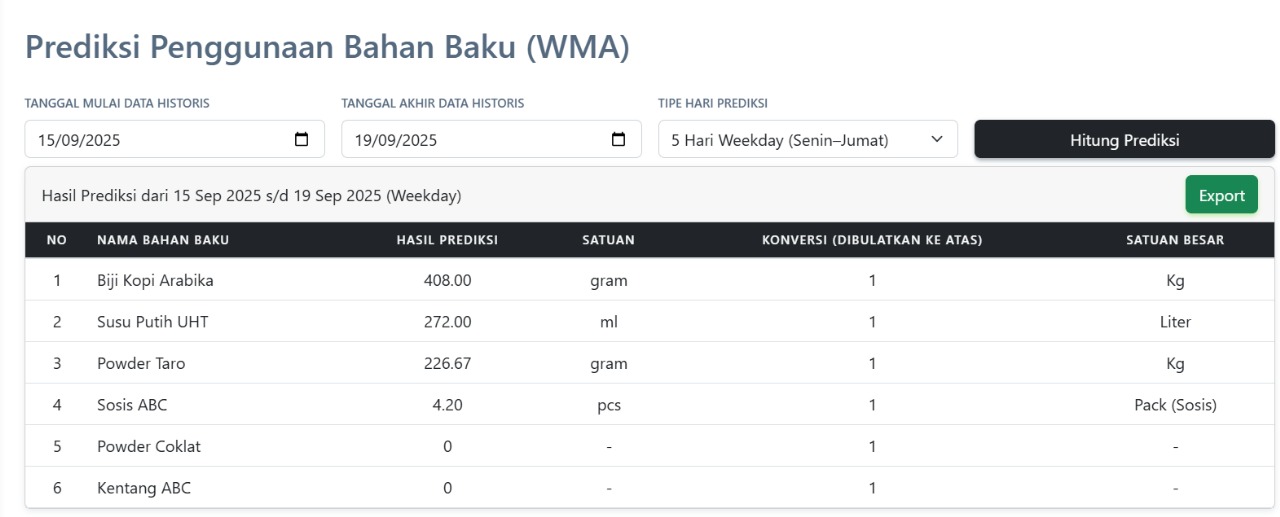 Prediksi Penggunaan Bahan Baku (WMA)
TANGGAL MULAI DATA HISTORIS TANGGAL AKHIR DATA HISTORIS TIPE HARI PREDIKSI
15/09/2025 19/09/2025 5 Hari Weekday (Senin–Jumat) Hitung Prediksi
Hasil Prediksi dari 15 Sep 2025 s/d 19 Sep 2025 (Weekday) Export
NO NAMA BAHAN BAKU HASIL PREDIKSI SATUAN KONVERSI (DIBULATKAN KE ATAS) SATUAN BESAR
1 Biji Kopi Arabika 408.00 gram 1 Kg
2 Susu Putih UHT 272.00 ml 1 Liter
3 Powder Taro 226.67 gram 1 Kg
4 Sosis ABC 4.20 pcs 1 Pack (Sosis)
5 Powder Coklat 0 - 1 -
6 Kentang ABC 0 - 1 -